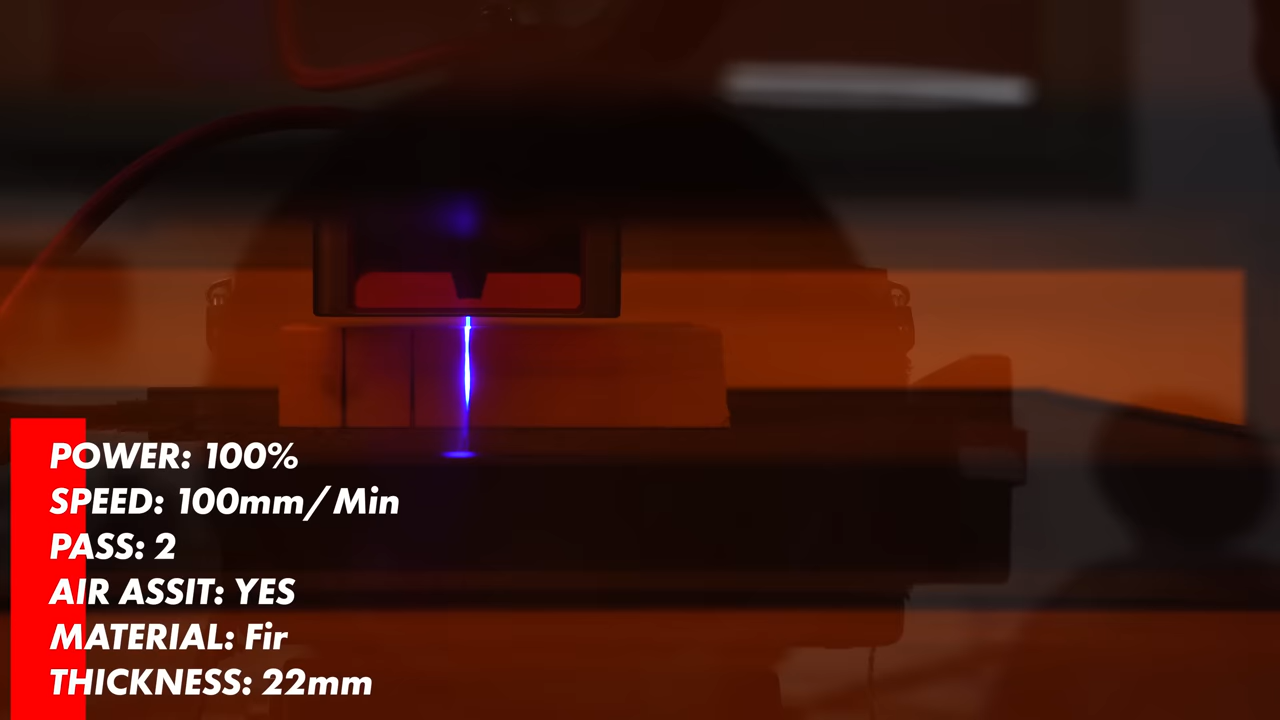 POWER: 100%
SPEED: 100mm/Min
PASS: 2
AIR ASSIT: YES
MATERIAL: Fir
THICKNESS: 22mm